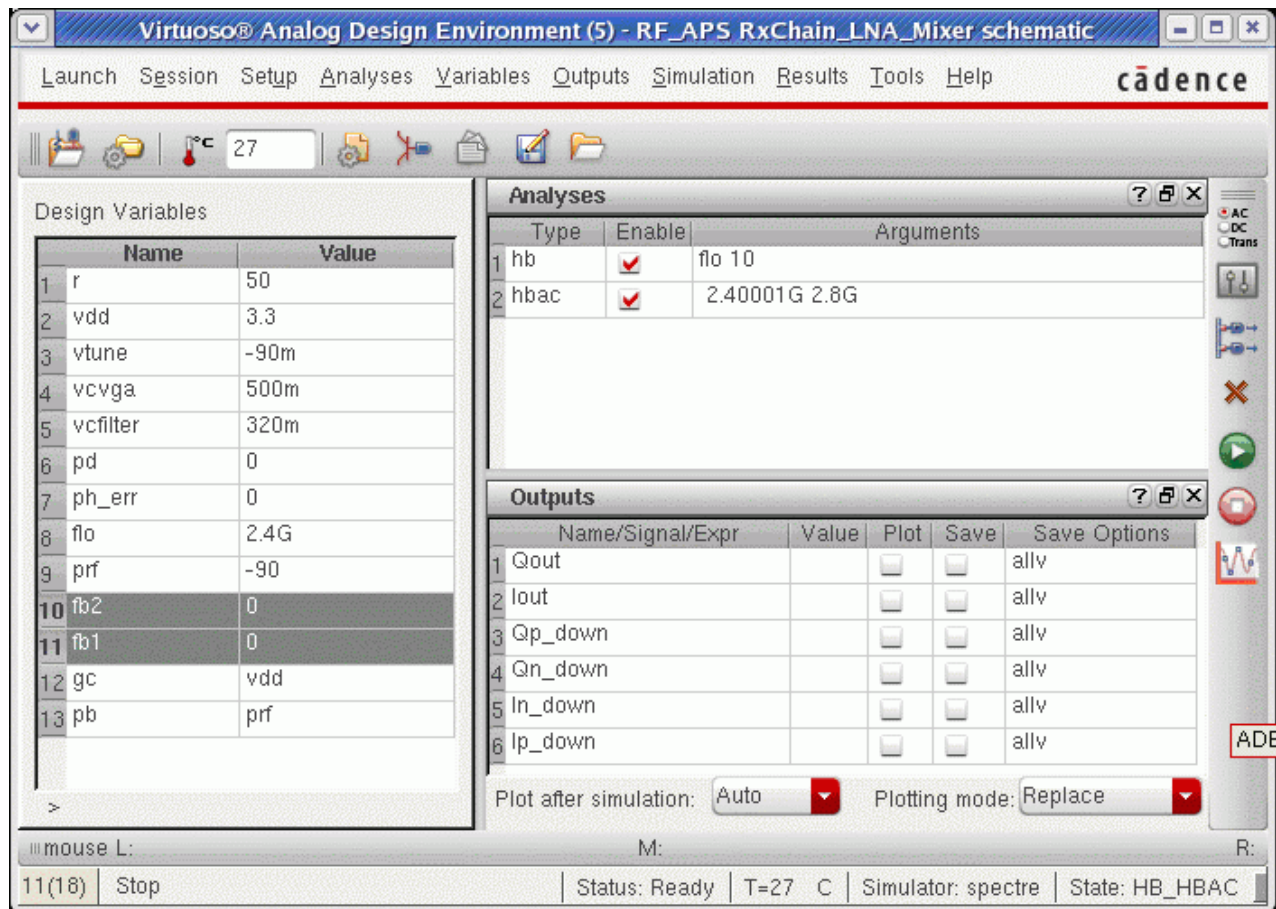 Virtuoso® Analog Design Environment (5) - RF_APS RxChain_LNA_Mixer schematic
Launch Session Setup Analyses Variables Outputs Simulation Results Tools Help cādence
°C 27
Design Variables
Name Value
1 r 50
2 vdd 3.3
3 vtune -90m
4 vcvga 500m
5 vcfilter 320m
6 pd 0
7 ph_err 0
8 flo 2.4G
9 prf -90
10 fb2 0
11 fb1 0
12 gc vdd
13 pb prf
>
Analyses ?
Type Enable Arguments
1 hb flo 10
2 hbac 2.40001G 2.8G
Outputs ?
Name/Signal/Expr Value Plot Save Save Options
1 Qout allv
2 Iout allv
3 Qp_down allv
4 Qn_down allv
5 In_down allv
6 Ip_down allv
Plot after simulation: Auto Plotting mode: Replace
AC
DC
Trans
ADE
mouse L: M: R:
11(18) Stop Status: Ready T=27 C Simulator: spectre State: HB_HBAC